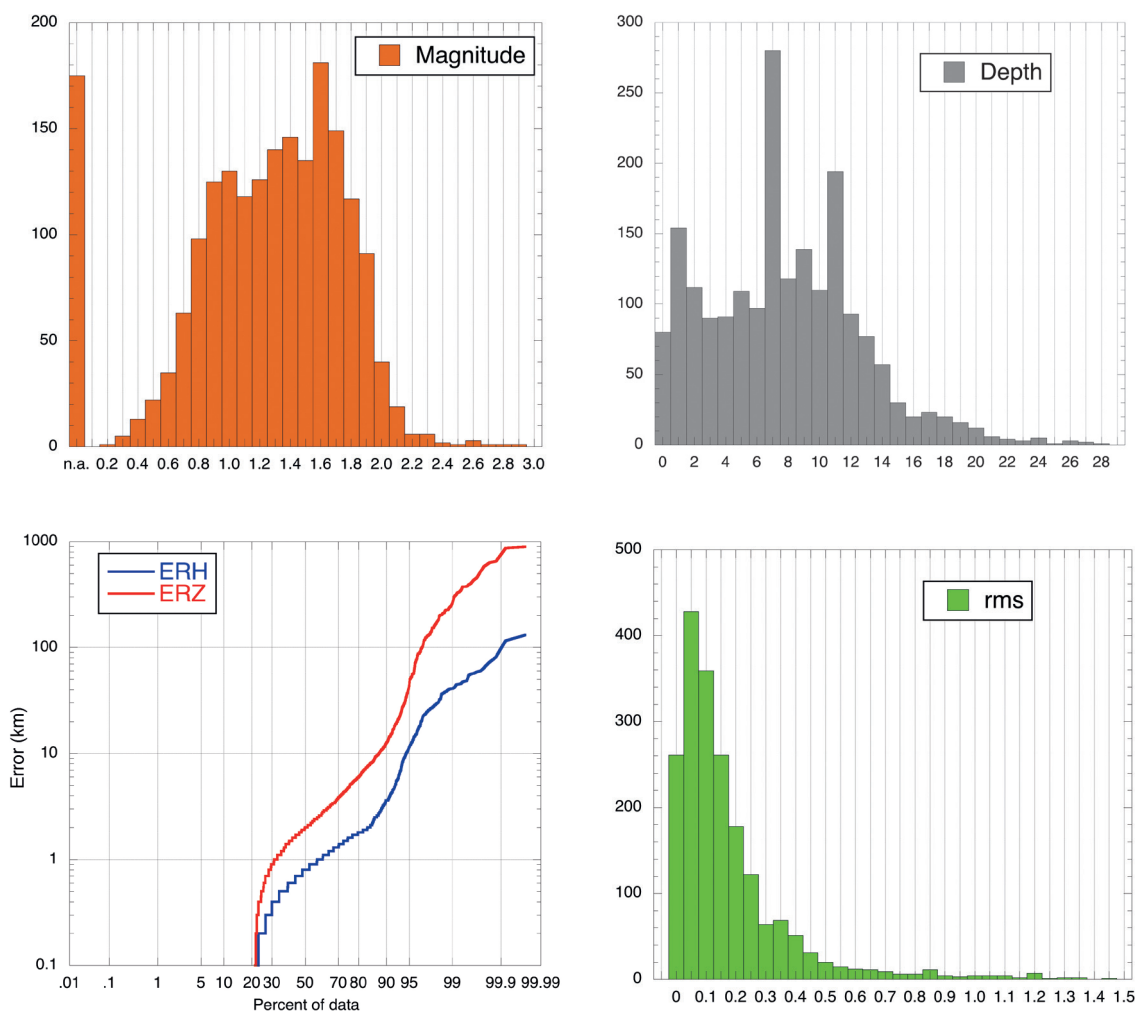 200
150
100
50
0
Magnitude
n.a. 0.2 0.4 0.6 0.8 1.0 1.2 1.4 1.6 1.8 2.0 2.2 2.4 2.6 2.8 3.0
300
250
200
150
100
50
0
Depth
0 2 4 6 8 10 12 14 16 18 20 22 24 26 28
Error (km)
1000
100
10
1
0.1
ERH
ERZ
.01 .1 1 5 10 20 30 50 70 80 90 95 99 99.9 99.99
Percent of data
500
400
300
200
100
0
rms
0 0.1 0.2 0.3 0.4 0.5 0.6 0.7 0.8 0.9 1.0 1.1 1.2 1.3 1.4 1.5